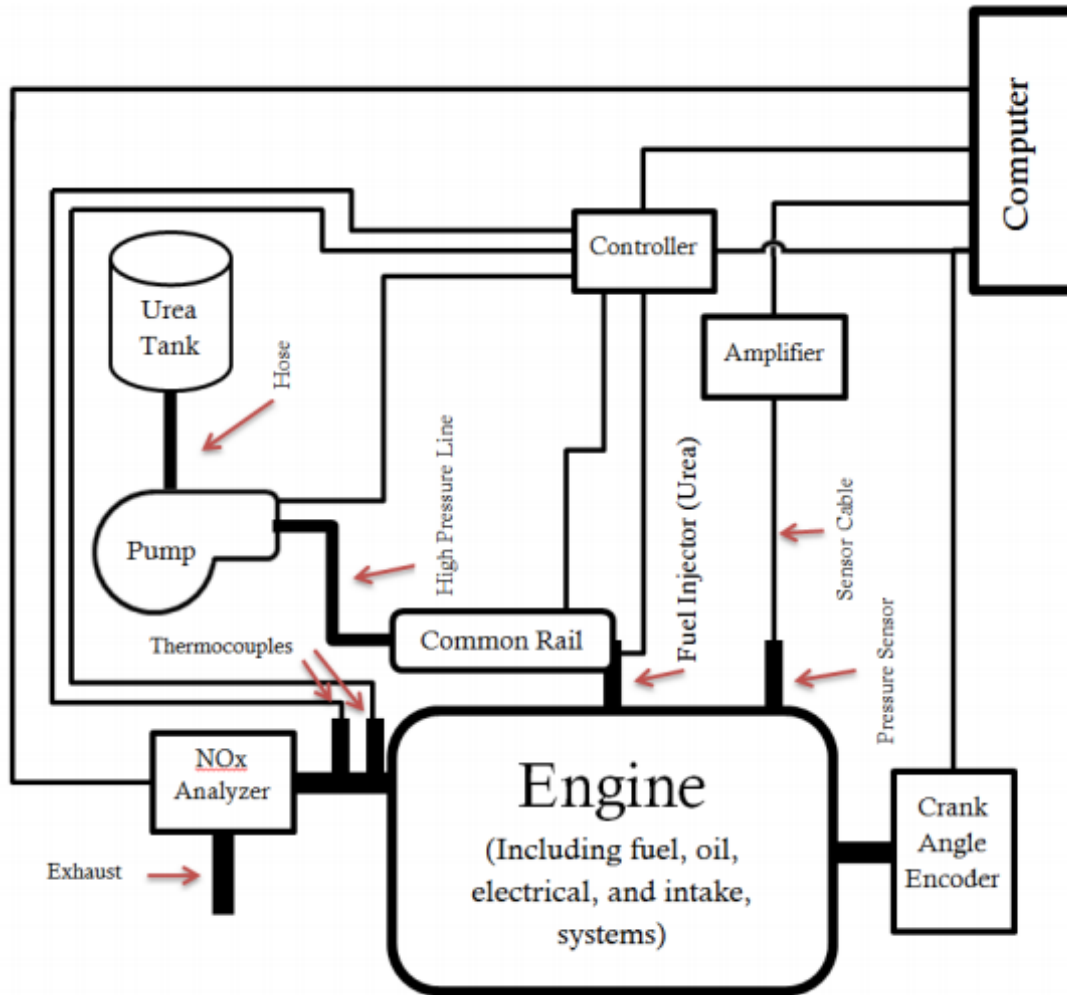 Computer
Controller
Urea
Tank
Hose
Amplifier
High Pressure Line
Fuel Injector (Urea)
Sensor Cable
Pump
Common Rail
Thermocouples
Pressure Sensor
NOx
Analyzer
Engine
(Including fuel, oil,
electrical, and intake,
systems)
Crank
Angle
Encoder
Exhaust